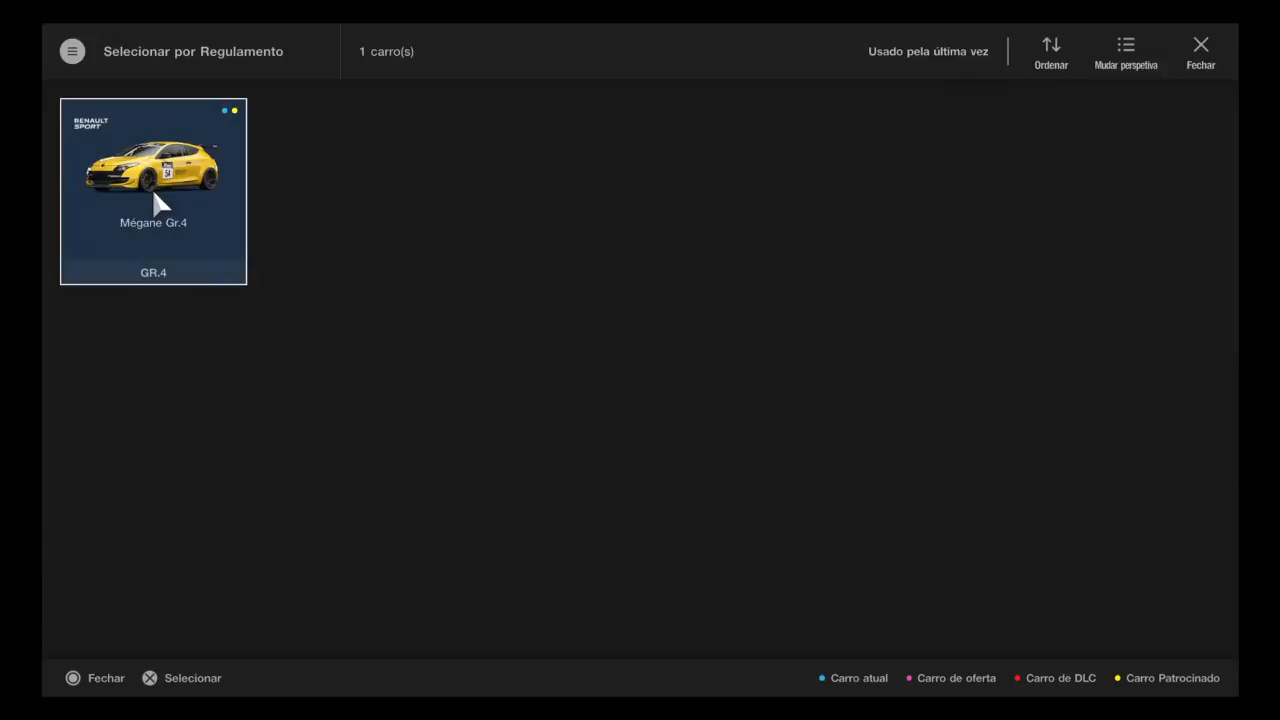 Selecionar por Regulamento
1 carro(s)
Usado pela última vez
Ordenar
Mudar perspetiva
Fechar
RENAULT
SPORT
54
Mégane Gr.4
GR.4
Fechar
Selecionar
Carro atual
Carro de oferta
Carro de DLC
Carro Patrocinado